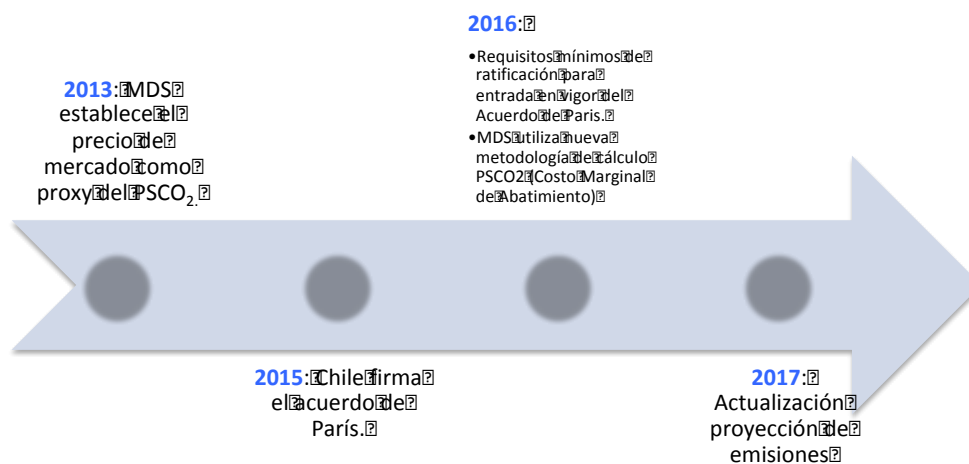 2013: MDS
establece el
precio de
mercado como
proxy del PSCO₂.
2015: Chile firma
el acuerdo de
París.
2016:
•Requisitos mínimos de
ratificación para
entrada en vigor del
Acuerdo de Paris.
•MDS utiliza nueva
metodología de cálculo
PSCO2 (Costo Marginal
de Abatimiento)
2017:
Actualización
proyección de
emisiones